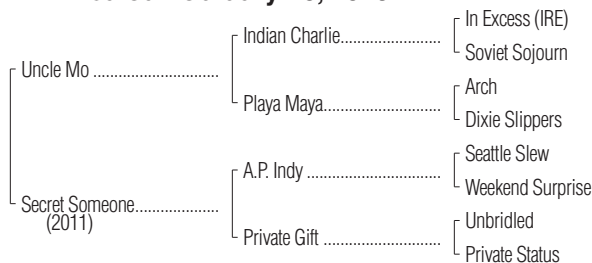 In Excess (IRE)
Indian Charlie
Soviet Sojourn
Uncle Mo
Arch
Playa Maya
Dixie Slippers
Seattle Slew
A.P. Indy
Weekend Surprise
Secret Someone
(2011)
Unbridled
Private Gift
Private Status